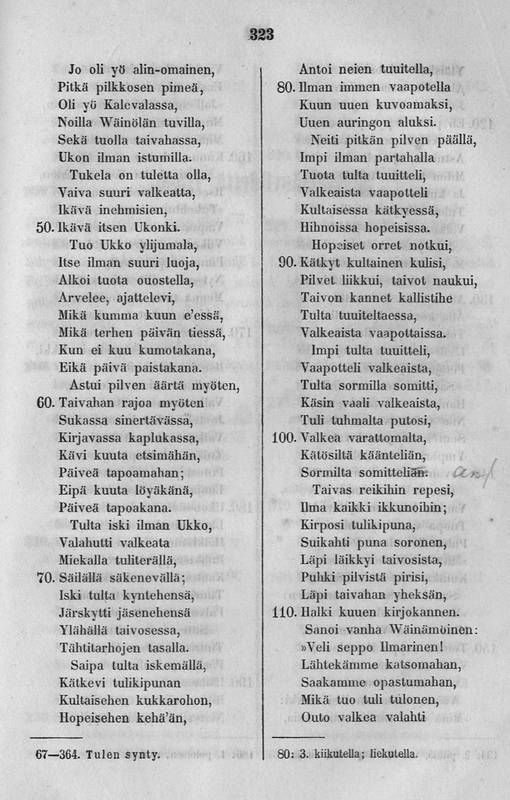 323
Jo oli yö alin-omainen,
Pitkä pilkkosen pimeä,
Oli yö Kalevalassa,
Noilla Wäinölän tuvilla,
Sekä tuolla taivahassa,
Ukon ilman istumilla.
Tukela on tuletta olla,
Vaiva suuri valkeatta,
Ikävä inehmisien,
50. Ikävä itsen Ukonki.
Tuo Ukko ylijumala,
Itse ilman suuri luoja,
Alkoi tuota ouostella,
Arvelee, ajattelevi,
Mikä kumma kuun e'essä,
Mikä terhen päivän tiessä,
Kun ei kuu kumotakana,
Eikä päivä paistakana.
Astui pilven äärtä myöten,
60. Taivahan rajoa myöten
Sukassa sinertävässä,
Kirjavassa kaplukassa,
Kävi kuuta etsimähän,
Päiveä tapoamahan;
Eipä kuuta löyäkänä,
Päiveä tapoakana.
Tulta iski ilman Ukko,
Valahutti valkeata
Miekalla tuliterällä,
70. Säilällä säkenevällä;
Iski tulta kyntehensä,
Järskytti jäsenehensä
Ylähällä taivosessa,
Tähtitarhojen tasalla.
Saipa tulta iskemällä,
Kätkevi tulikipunan
Kultaisehen kukkarohon,
Hopeisehen kehä'än,
67—364. Tulen synty.
Antoi neien tuuitella,
80. Ilman immen vaapotella
Kuun uuen kuvoamaksi,
Uuen auringon aluksi.
Neiti pitkän pilven päällä,
Impi ilman partahalla
Tuota tulta tuuitteli,
Valkeaista vaapotteli
Kultaisessa kätkyessä,
Hihnoissa hopeisissa.
Hopeiset orret notkui,
90. Kätkyt kultainen kulisi,
Pilvet liikkui, taivot naukui,
Taivon kannet kallistihe
Tulta tuuiteltaessa,
Valkeaista vaapottaissa.
Impi tulta tuuitteli,
Vaapotteli valkeaista,
Tulta sormilla somitti,
Käsin vaali valkeaista,
Tuli tuhmalta putosi,
100. Valkea varattomalta,
Kätösiltä kääntelián,
Sormilta somittelián.
Taivas reikihin repesi,
Ilma kaikki ikkunoihin;
Kirposi tulikipuna,
Suikahti puna soronen,
Läpi läikkyi taivosista,
Puhki pilvistä pirisi,
Läpi taivahan yheksän,
110. Halki kuuen kirjokannen.
Sanoi vanha Wäinämöinen:
»Veli seppo Ilmarinen!
Lähtekämme katsomahan,
Saakamme opastumahan,
Mikä tuo tuli tulonen,
Outo valkea valahti
80: 3. kiikutella; liekutella.